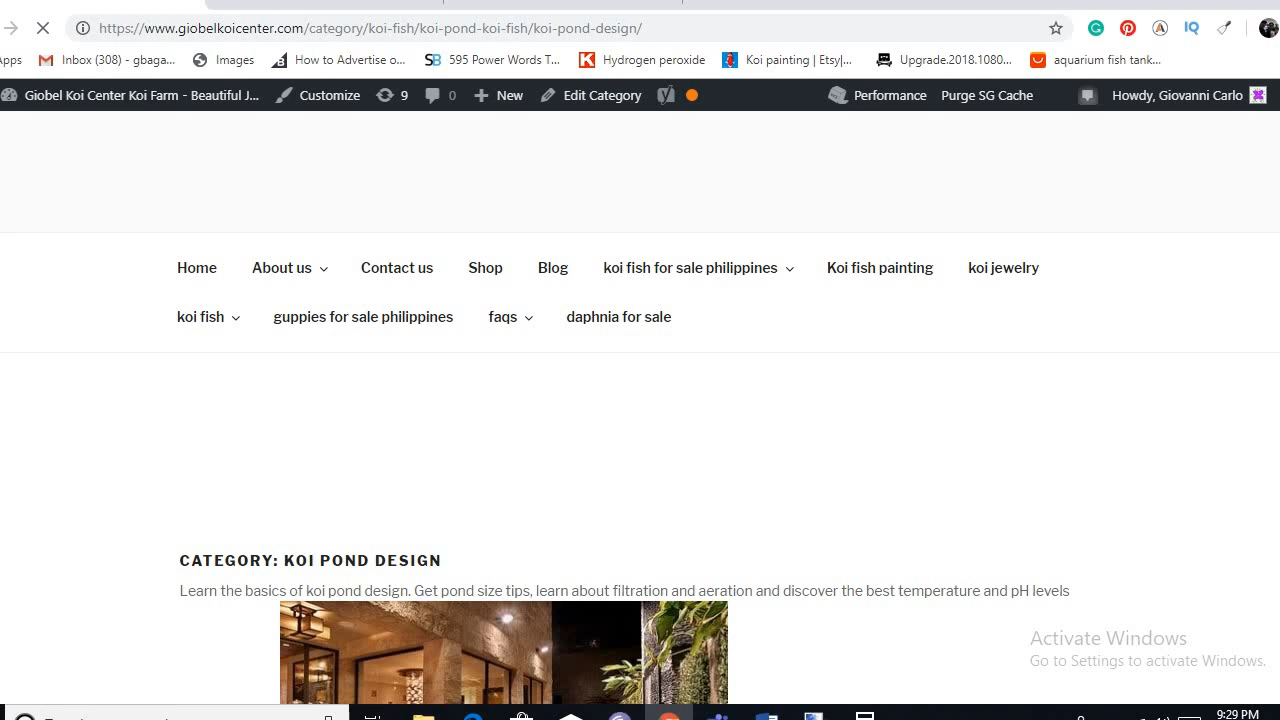 https://www.giobelkoicenter.com/category/koi-fish/koi-pond-koi-fish/koi-pond-design/
Inbox (308) - gbaga... Images How to Advertise o... SB 595 Power Words T... K Hydrogen peroxide Koi painting | Etsy|... Upgrade.2018.1080... aquarium fish tank...
Giobel Koi Center Koi Farm - Beautiful J... Customize 9 0 New Edit Category Performance Purge SG Cache Howdy, Giovanni Carlo
Home About us Contact us Shop Blog koi fish for sale philippines Koi fish painting koi jewelry
koi fish guppies for sale philippines faqs daphnia for sale
CATEGORY: KOI POND DESIGN
Learn the basics of koi pond design. Get pond size tips, learn about filtration and aeration and discover the best temperature and pH levels
Activate Windows
Go to Settings to activate Windows.
9:29 PM